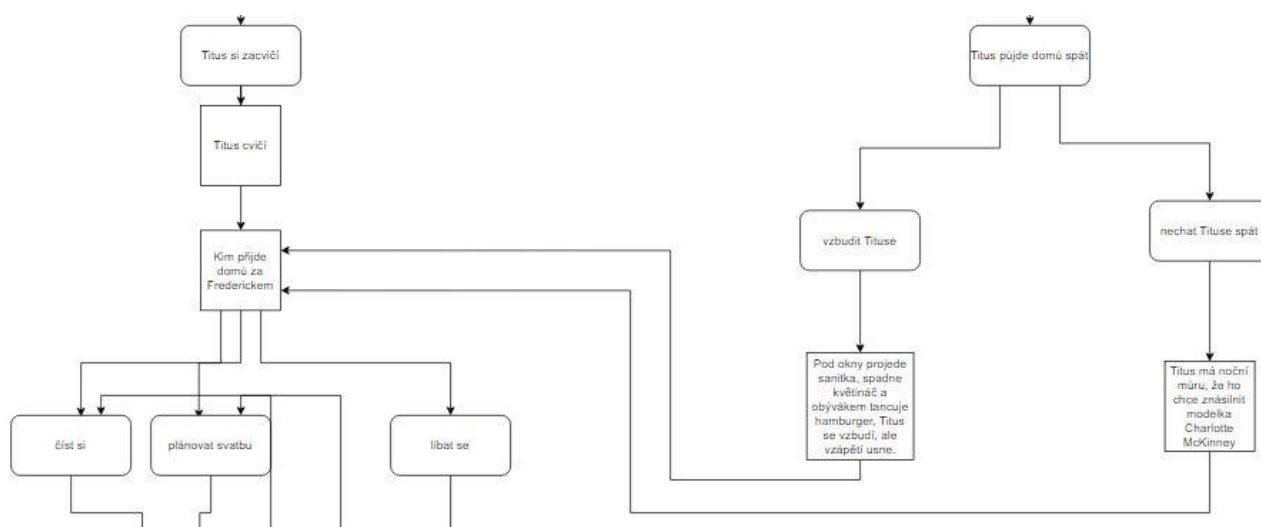 Titus si zacvičí
Titus půjde domů spát
Titus cvičí
vzbudit Tituse
nechat Tituse spát
Kim přijde
domů za
Frederickem
Pod okny projede
sanitka, spadne
květináč a
obývákem tancuje
hamburger, Titus
se vzbudí, ale
vzápětí usne.
Titus má noční
můru, že ho
chce znásilnit
modelka
Charlotte
McKinney
číst si
plánovat svatbu
líbat se